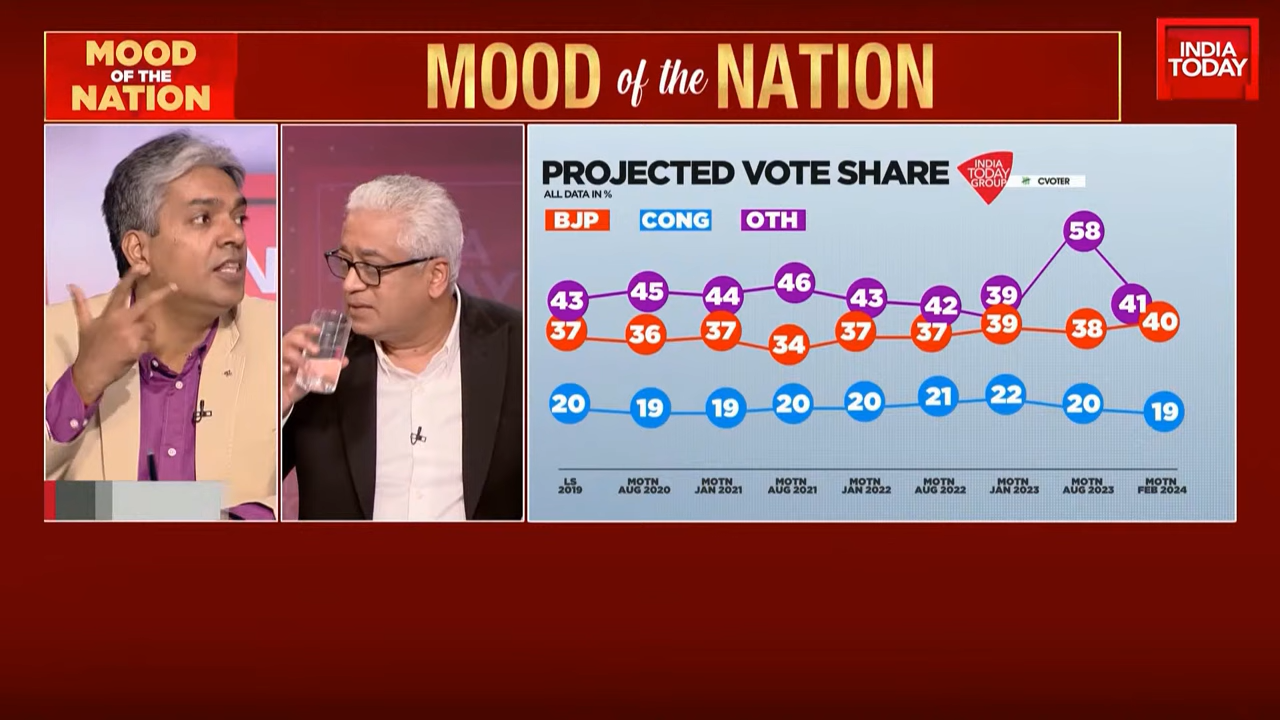 MOOD
OF THE
NATION
MOOD of the NATION
INDIA
TODAY
PROJECTED VOTE SHARE
INDIA
TODAY
GROUP
CVOTER
ALL DATA IN %
BJP
CONG
OTH
43 45 44 46 43 42 39 58 41
37 36 37 34 37 37 39 38 40
20 19 19 20 20 21 22 20 19
LS
2019
MOTN
AUG 2020
MOTN
JAN 2021
MOTN
AUG 2021
MOTN
JAN 2022
MOTN
AUG 2022
MOTN
JAN 2023
MOTN
AUG 2023
MOTN
FEB 2024